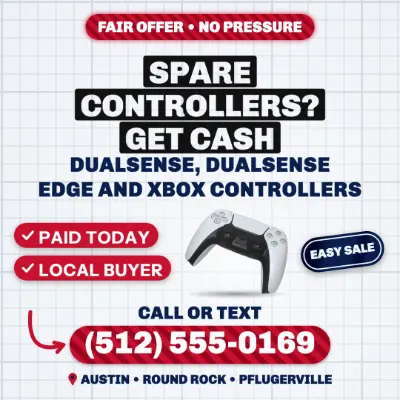 FAIR OFFER • NO PRESSURE
SPARE
CONTROLLERS?
GET CASH
DUALSENSE, DUALSENSE
EDGE AND XBOX CONTROLLERS
PAID TODAY
LOCAL BUYER
EASY SALE
CALL OR TEXT
(512) 555-0169
AUSTIN • ROUND ROCK • PFLUGERVILLE